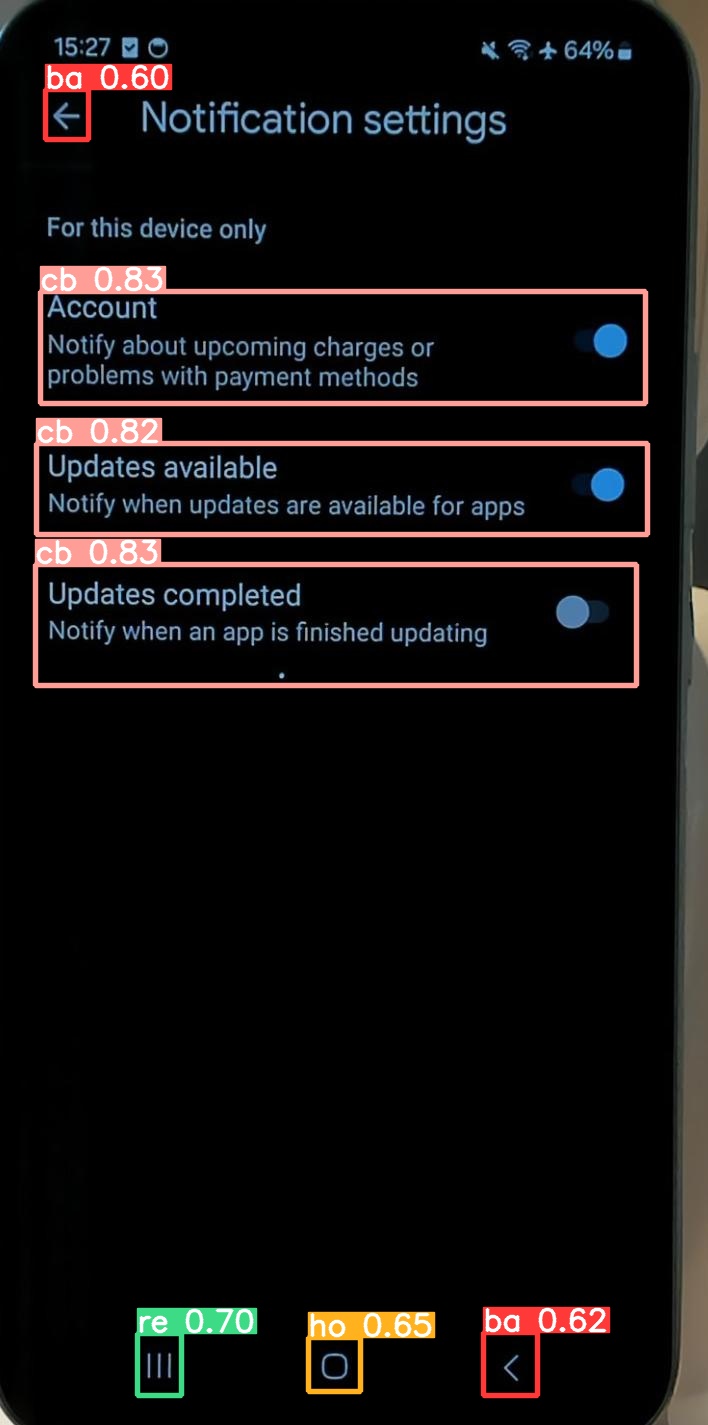 15:27 64%
ba 0.60
Notification settings
For this device only
cb 0.83
Account
Notify about upcoming charges or
problems with payment methods
cb 0.82
Updates available
Notify when updates are available for apps
cb 0.83
Updates completed
Notify when an app is finished updating
re 0.70 ho 0.65 ba 0.62